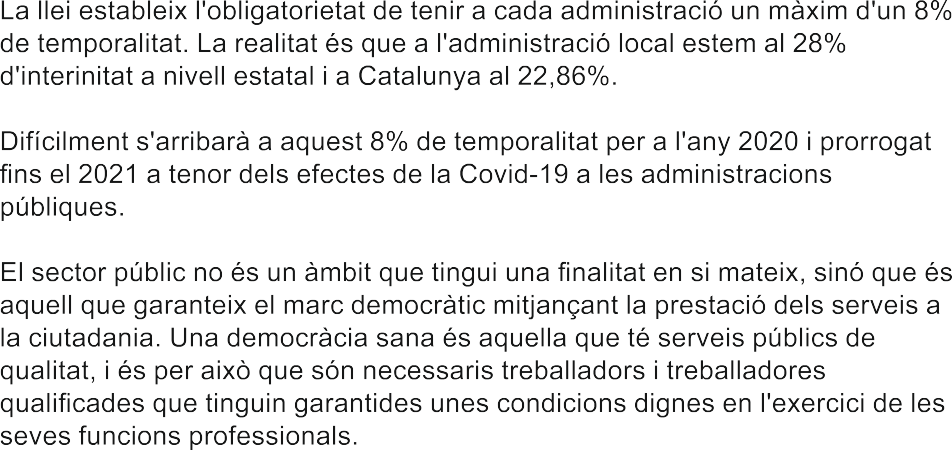 La llei estableix l'obligatorietat de tenir a cada administració un màxim d'un 8%
de temporalitat. La realitat és que a l'administració local estem al 28%
d'interinitat a nivell estatal i a Catalunya al 22,86%.
Difícilment s'arribarà a aquest 8% de temporalitat per a l'any 2020 i prorrogat
fins el 2021 a tenor dels efectes de la Covid-19 a les administracions
públiques.
El sector públic no és un àmbit que tingui una finalitat en si mateix, sinó que és
aquell que garanteix el marc democràtic mitjançant la prestació dels serveis a
la ciutadania. Una democràcia sana és aquella que té serveis públics de
qualitat, i és per això que són necessaris treballadors i treballadores
qualificades que tinguin garantides unes condicions dignes en l'exercici de les
seves funcions professionals.